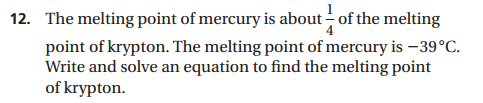 12. The melting point of mercury is about 1/4 of the melting
point of krypton. The melting point of mercury is −39°C.
Write and solve an equation to find the melting point
of krypton.